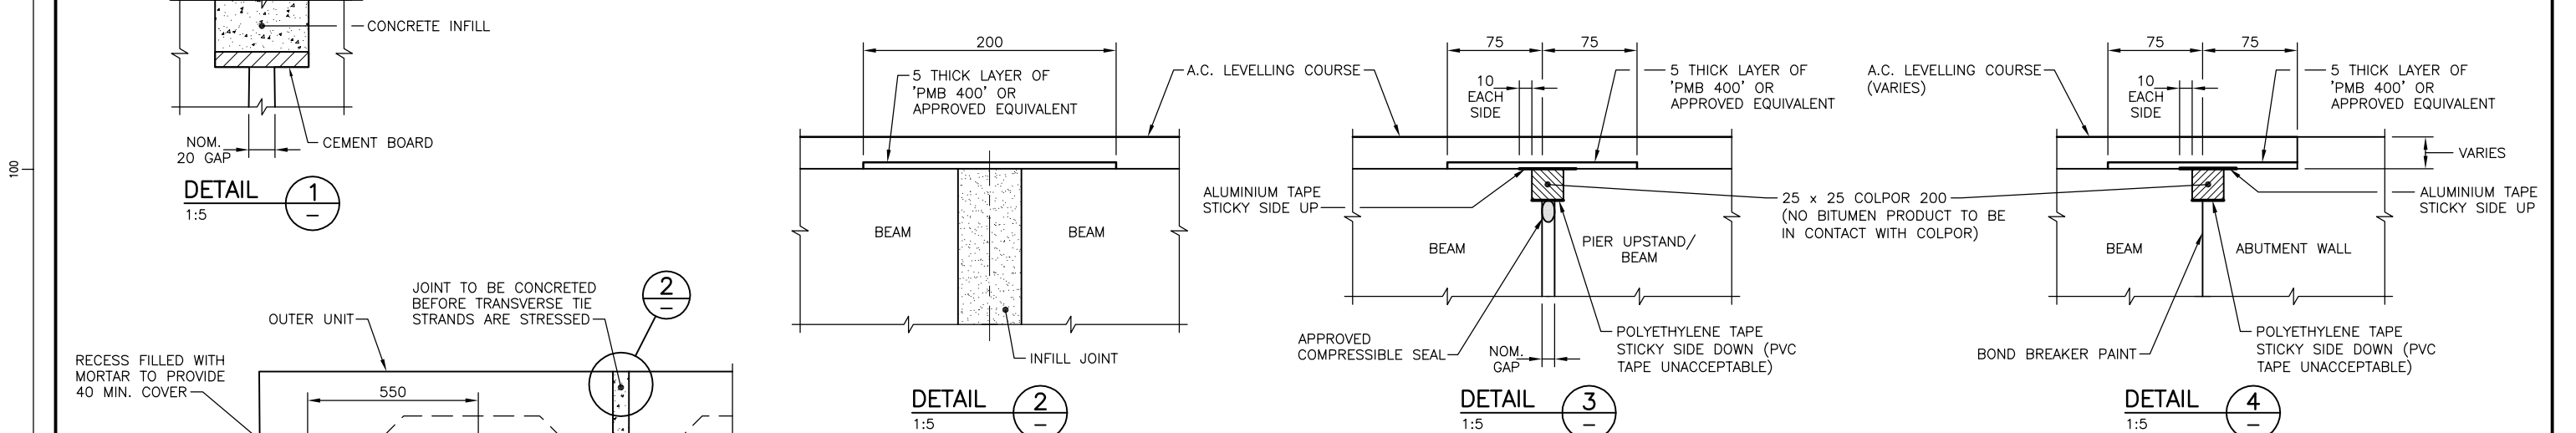 CONCRETE INFILL
CEMENT BOARD
NOM.
20 GAP
DETAIL 1
1:5
–
100
JOINT TO BE CONCRETED
BEFORE TRANSVERSE TIE
STRANDS ARE STRESSED
2
–
OUTER UNIT
RECESS FILLED WITH
MORTAR TO PROVIDE
40 MIN. COVER
550
200
5 THICK LAYER OF
'PMB 400' OR
APPROVED EQUIVALENT
A.C. LEVELLING COURSE
BEAM
BEAM
INFILL JOINT
DETAIL 2
1:5
–
75
75
10
EACH
SIDE
5 THICK LAYER OF
'PMB 400' OR
APPROVED EQUIVALENT
ALUMINIUM TAPE
STICKY SIDE UP
25 x 25 COLPOR 200
(NO BITUMEN PRODUCT TO BE
IN CONTACT WITH COLPOR)
BEAM
PIER UPSTAND/
BEAM
APPROVED
COMPRESSIBLE SEAL
NOM.
GAP
POLYETHYLENE TAPE
STICKY SIDE DOWN (PVC
TAPE UNACCEPTABLE)
DETAIL 3
1:5
–
A.C. LEVELLING COURSE
(VARIES)
75
75
10
EACH
SIDE
5 THICK LAYER OF
'PMB 400' OR
APPROVED EQUIVALENT
VARIES
ALUMINIUM TAPE
STICKY SIDE UP
BEAM
ABUTMENT WALL
BOND BREAKER PAINT
POLYETHYLENE TAPE
STICKY SIDE DOWN (PVC
TAPE UNACCEPTABLE)
DETAIL 4
1:5
–